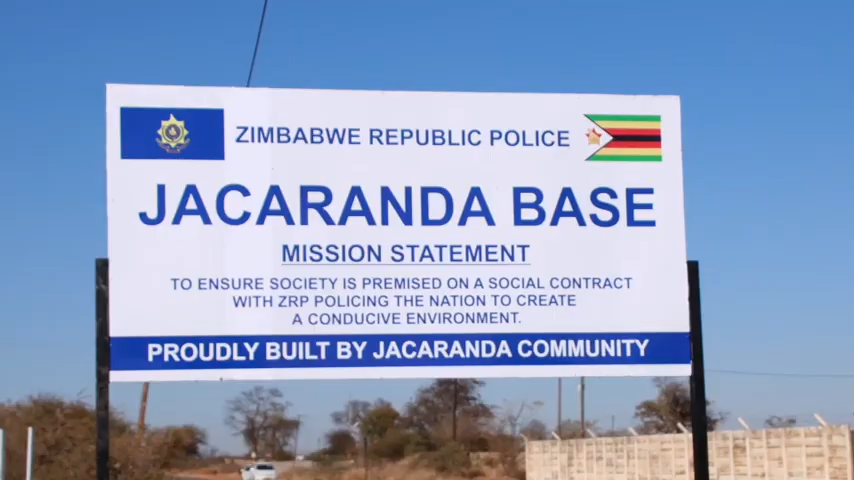 ZIMBABWE REPUBLIC POLICE
JACARANDA BASE
MISSION STATEMENT
TO ENSURE SOCIETY IS PREMISED ON A SOCIAL CONTRACT
WITH ZRP POLICING THE NATION TO CREATE
A CONDUCIVE ENVIRONMENT.
PROUDLY BUILT BY JACARANDA COMMUNITY